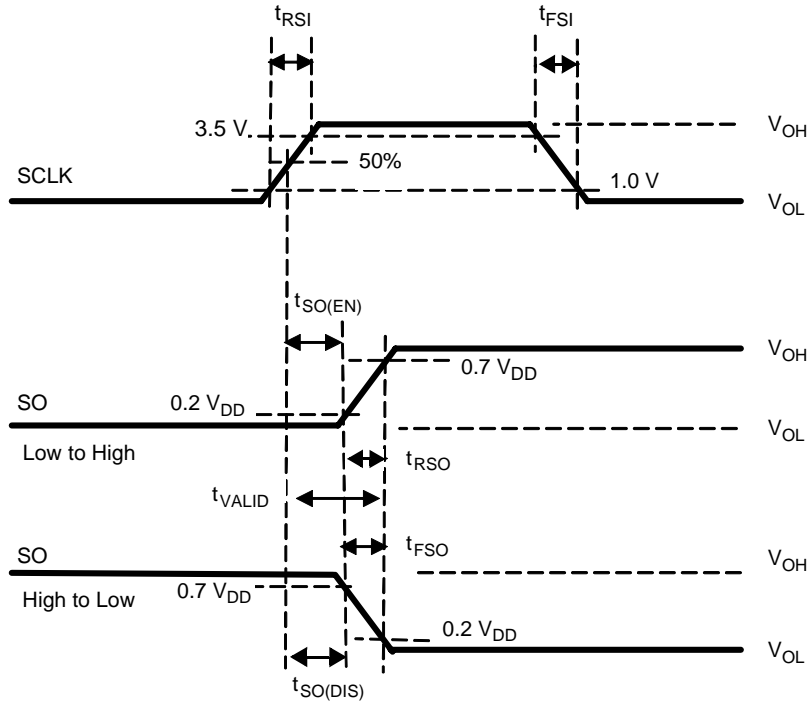 tRSI
tFSI
3.5 V
VOH
50%
SCLK
1.0 V
VOL
tSO(EN)
VOH
0.7 VDD
SO
0.2 VDD
VOL
Low to High
tRSO
tVALID
tFSO
SO
VOH
0.7 VDD
High to Low
0.2 VDD
VOL
tSO(DIS)